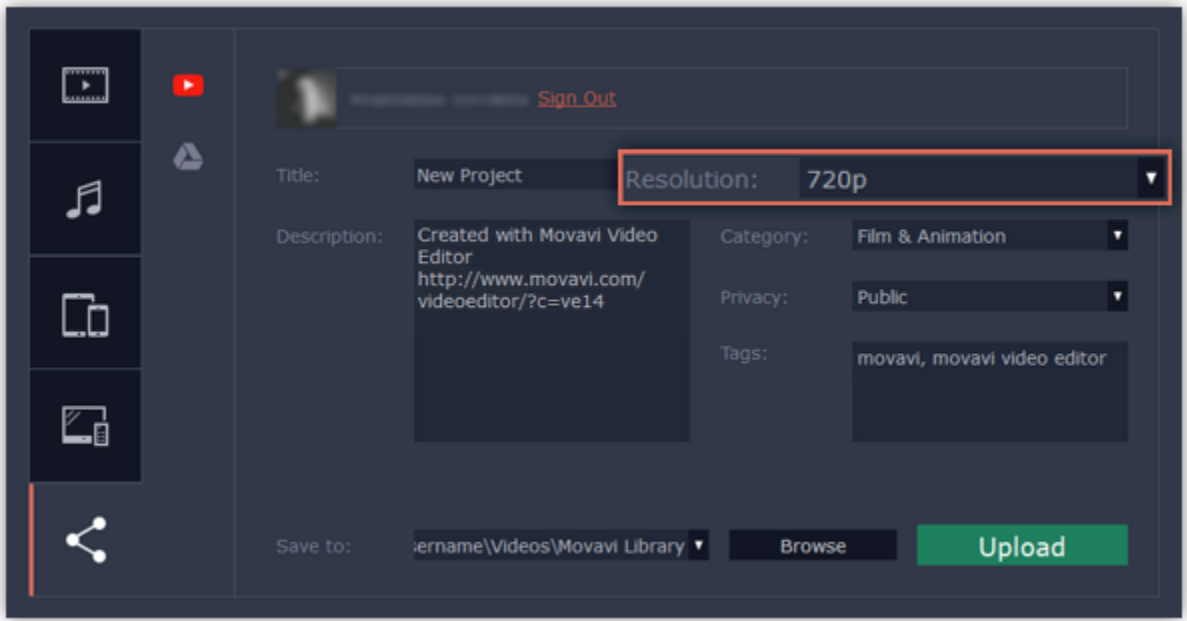 Sign Out
Title: New Project
Resolution: 720p
Description: Created with Movavi Video
Editor
http://www.movavi.com/
videoeditor/?c=ve14
Category: Film & Animation
Privacy: Public
Tags: movavi, movavi video editor
Save to: sername\Videos\Movavi Library
Browse
Upload